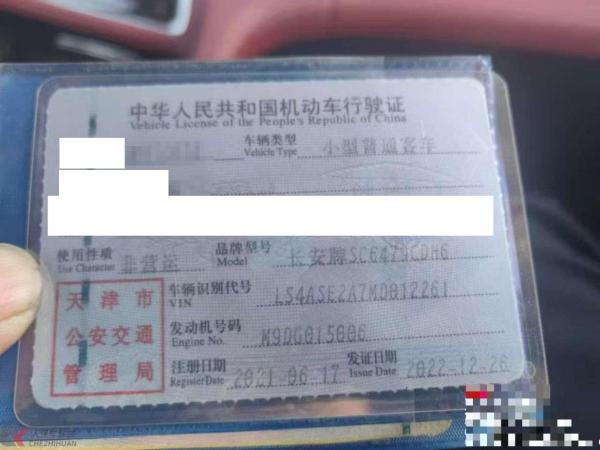 中华人民共和国机动车行驶证
Vehicle License of the People's Republic of China
车辆类型 小型普通客车
Vehicle Type
使用性质 非营运 品牌型号 长安牌SC6479CDH6
Use Character Model
天津市
公安交通
管理局
车辆识别代号 LS4ASE2A7MD812261
VIN
发动机号码 M9DG015886
Engine No.
注册日期 2021-06-17 发证日期 2022-12-26
Register Date Issue Date
CHEZHIHUAN